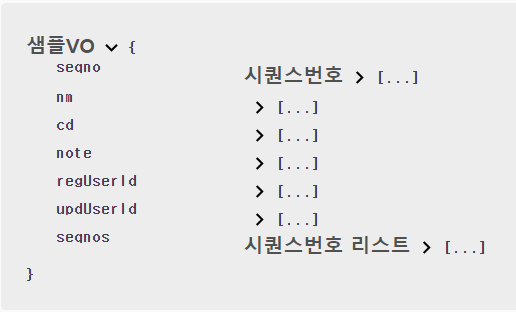 샘플VO {
seqno 시퀀스번호 > [...]
nm > [...]
cd > [...]
note > [...]
regUserId > [...]
updUserId > [...]
seqnos 시퀀스번호 리스트 > [...]
}